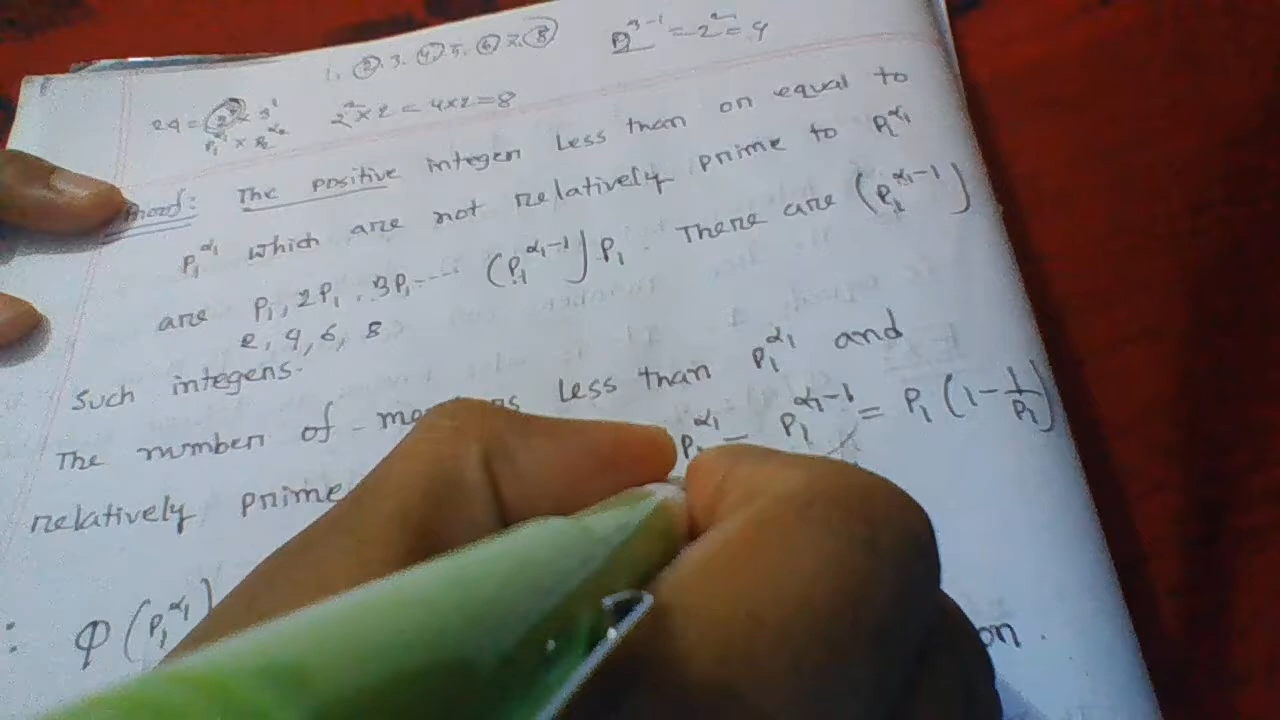 1. 2. 3. 4. 5. 6. 7. 8 P^3-1 = 2^2 = 4
24 = 2^3 × 3^1 2^2 × 2 = 4×2 = 8
P₁^α₁ × P₂^α₂
Proof: The positive integer less than or equal to
P₁^α₁ which are not relatively prime to P₁^α₁
are P₁, 2P₁, 3P₁ ---- (P₁^α₁-1) P₁. There are (P₁^α₁-1)
2, 4, 6, 8
Such integers.
The number of less than P₁^α₁ and
relatively prime P₁^α₁ - P₁^α₁-1 = P₁ (1 - 1/P₁)
: φ (P₁^α₁) on.